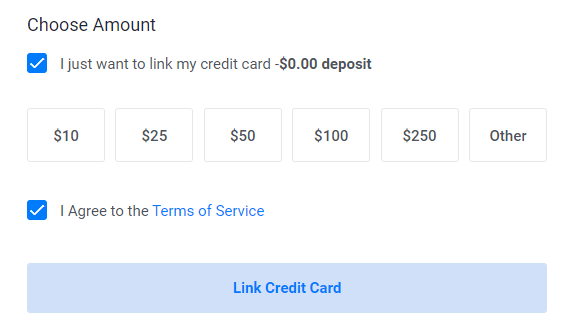 Choose Amount
I just want to link my credit card -$0.00 deposit
$10 $25 $50 $100 $250 Other
I Agree to the Terms of Service
Link Credit Card